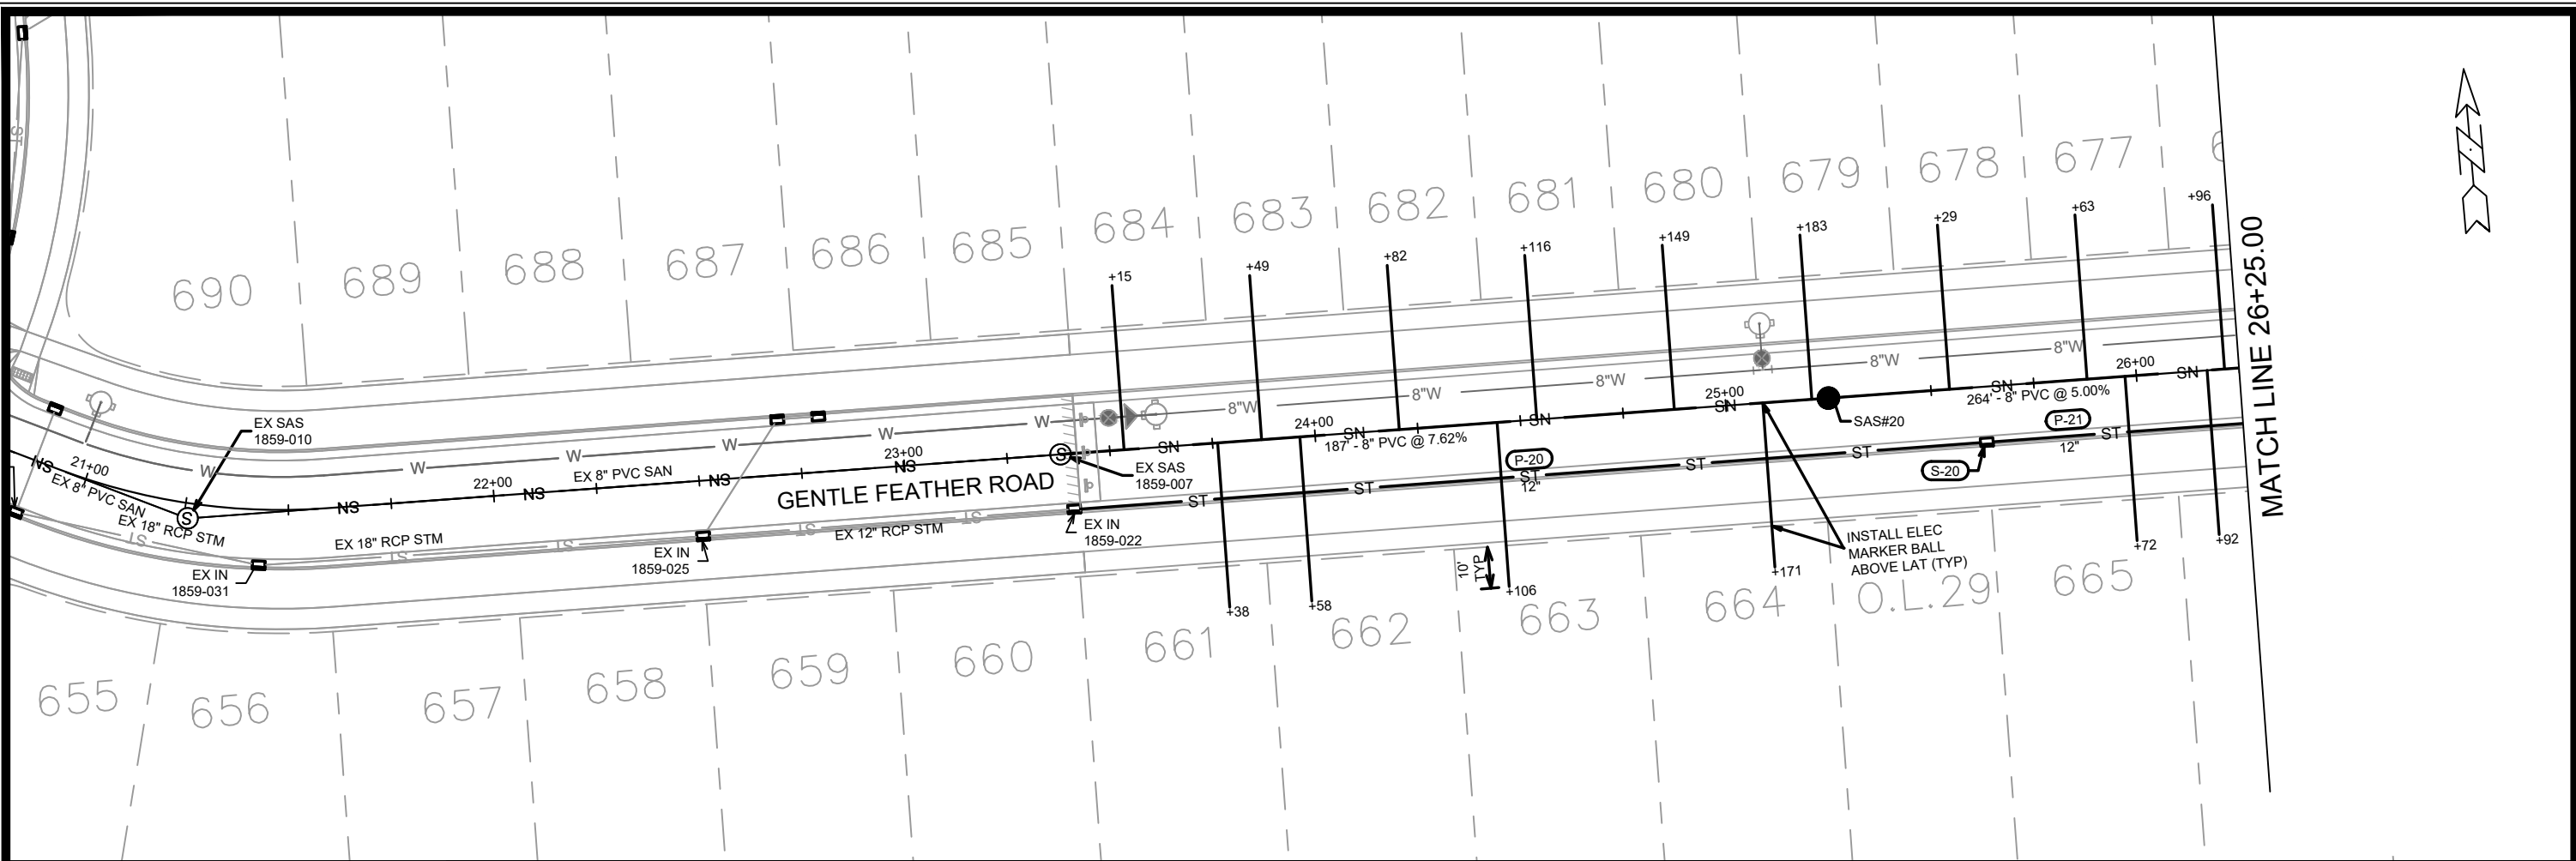 690
689
688
687
686
685
684
683
682
681
680
679
678
677
+15
+49
+82
+116
+149
+183
+29
+63
+96
MATCH LINE 26+25.00
EX SAS
1859-010
21+00
EX 8" PVC SAN
NS
W
W
W
W
W
W
22+00
NS
NS
NS
NS
EX 8" PVC SAN
23+00
GENTLE FEATHER ROAD
EX SAS
1859-007
S
S
SN
SN
SN
SN
SN
SN
8"W
8"W
8"W
8"W
8"W
24+00
187' - 8" PVC @ 7.62%
25+00
SAS#20
26+00
264' - 8" PVC @ 5.00%
P-20
12"
P-21
12"
S-20
ST
ST
ST
ST
ST
ST
EX 18" RCP STM
EX 18" RCP STM
EX 12" RCP STM
ST
ST
ST
ST
ST
ST
EX IN
1859-031
EX IN
1859-025
EX IN
1859-022
10'
TYP
INSTALL ELEC
MARKER BALL
ABOVE LAT (TYP)
+38
+58
+106
+171
+72
+92
655
656
657
658
659
660
661
662
663
664
O.L.29
665